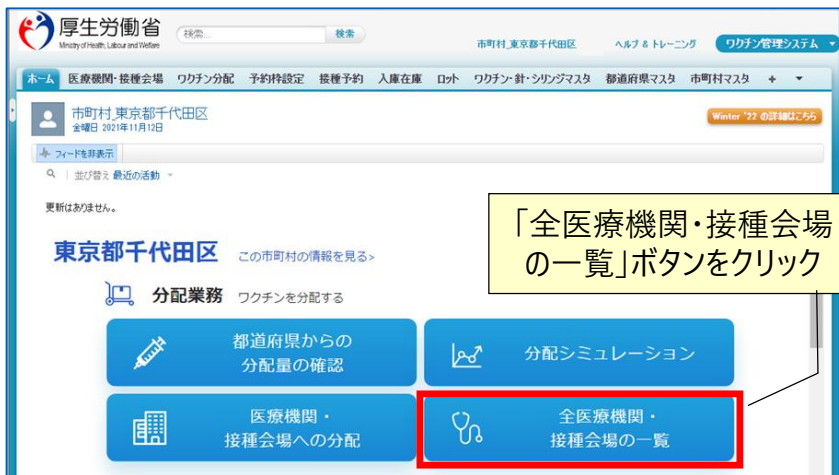 厚生労働省
Ministry of Health, Labour and Welfare
検索...
検索
市町村_東京都千代田区
ヘルプ & トレーニング
ワクチン管理システム
ホーム
医療機関・接種会場
ワクチン分配
予約枠設定
接種予約
入庫在庫
ロット
ワクチン・針・シリンジマスタ
都道府県マスタ
市町村マスタ
+
市町村_東京都千代田区
金曜日 2021年11月12日
Winter '22 の詳細はこちら
フィードを非表示
並び替え 最近の活動
更新はありません。
「全医療機関・接種会場
の一覧」ボタンをクリック
東京都千代田区
この市町村の情報を見る>
分配業務
ワクチンを分配する
都道府県からの
分配量の確認
分配シミュレーション
医療機関・
接種会場への分配
全医療機関・
接種会場の一覧